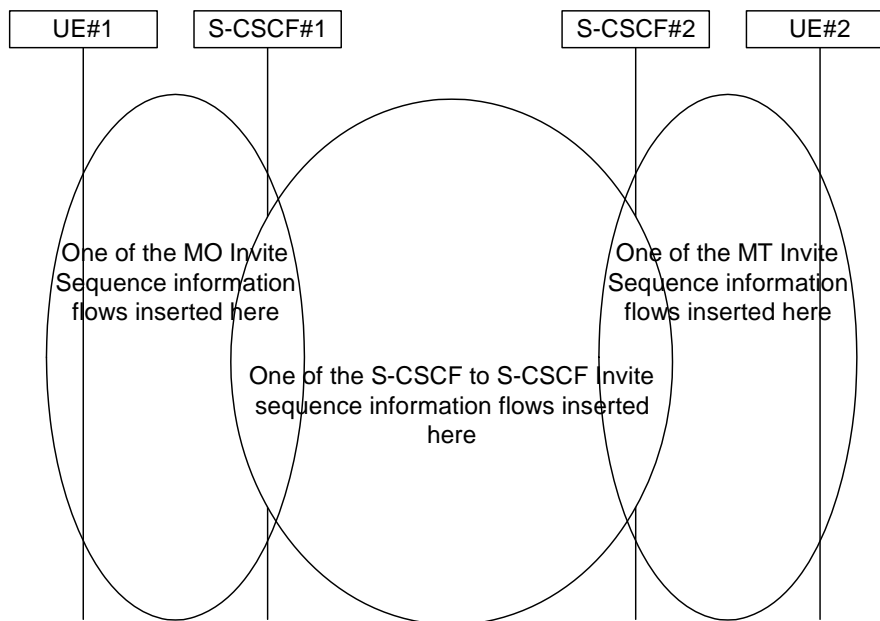 UE#1
S-CSCF#1
S-CSCF#2
UE#2
One of the MO Invite
Sequence information
flows inserted here
One of the MT Invite
Sequence information
flows inserted here
One of the S-CSCF to S-CSCF Invite
sequence information flows inserted
here